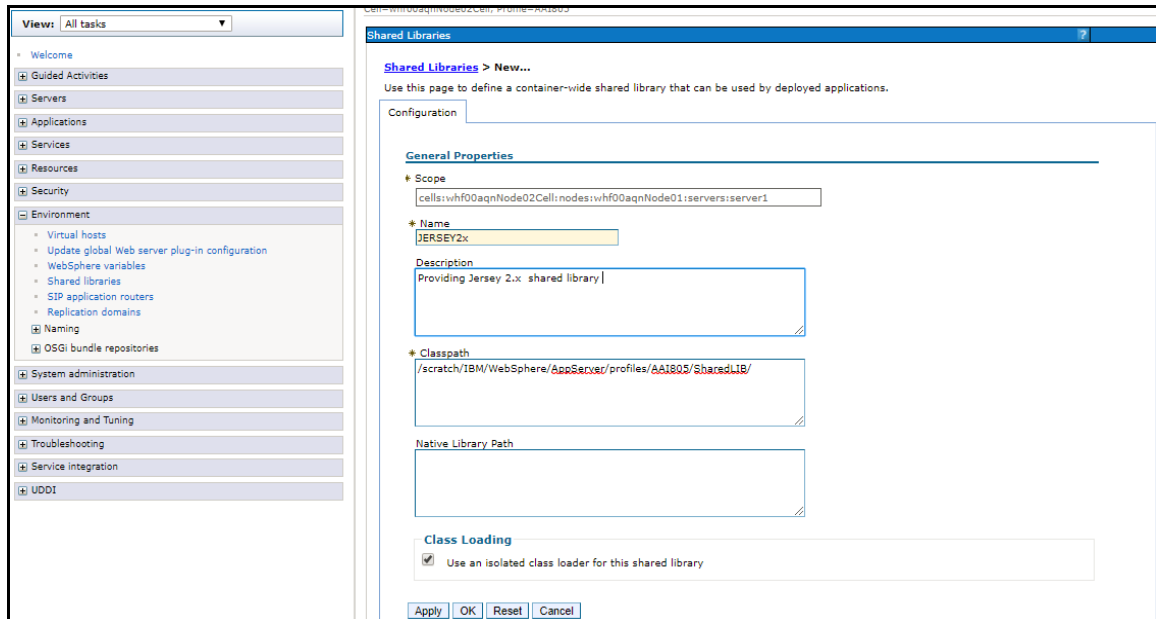 Cell=whf00aqnNode02Cell, Profile=AAI805
View: All tasks
Welcome
Guided Activities
Servers
Applications
Services
Resources
Security
Environment
Virtual hosts
Update global Web server plug-in configuration
WebSphere variables
Shared libraries
SIP application routers
Replication domains
Naming
OSGi bundle repositories
System administration
Users and Groups
Monitoring and Tuning
Troubleshooting
Service integration
UDDI
Shared Libraries ?
Shared Libraries > New...
Use this page to define a container-wide shared library that can be used by deployed applications.
Configuration
General Properties
* Scope
cells:whf00aqnNode02Cell:nodes:whf00aqnNode01:servers:server1
* Name
JERSEY2x
Description
Providing Jersey 2.x shared library
* Classpath
/scratch/IBM/WebSphere/AppServer/profiles/AAI805/SharedLIB/
Native Library Path
Class Loading
Use an isolated class loader for this shared library
Apply OK Reset Cancel